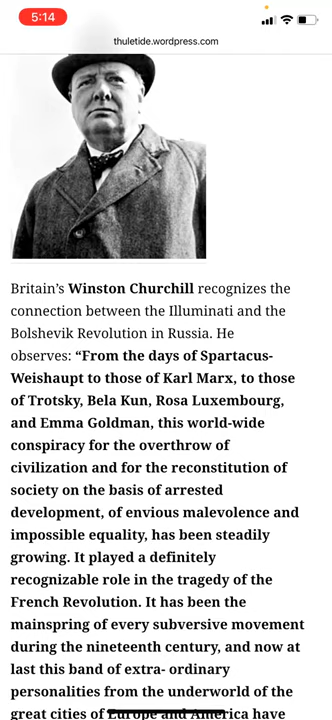 5:14
thuletide.wordpress.com
Britain's Winston Churchill recognizes the
connection between the Illuminati and the
Bolshevik Revolution in Russia. He
observes: “From the days of Spartacus-
Weishaupt to those of Karl Marx, to those
of Trotsky, Bela Kun, Rosa Luxembourg,
and Emma Goldman, this world-wide
conspiracy for the overthrow of
civilization and for the reconstitution of
society on the basis of arrested
development, of envious malevolence and
impossible equality, has been steadily
growing. It played a definitely
recognizable role in the tragedy of the
French Revolution. It has been the
mainspring of every subversive movement
during the nineteenth century, and now at
last this band of extra- ordinary
personalities from the underworld of the
great cities of Europe and America have